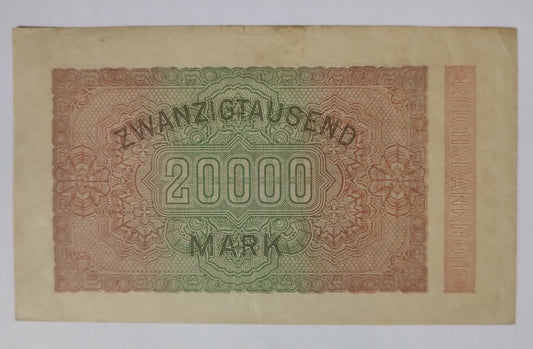 ZWANZIGTAUSEND
20000
MARK
REICHSBANKNOTE